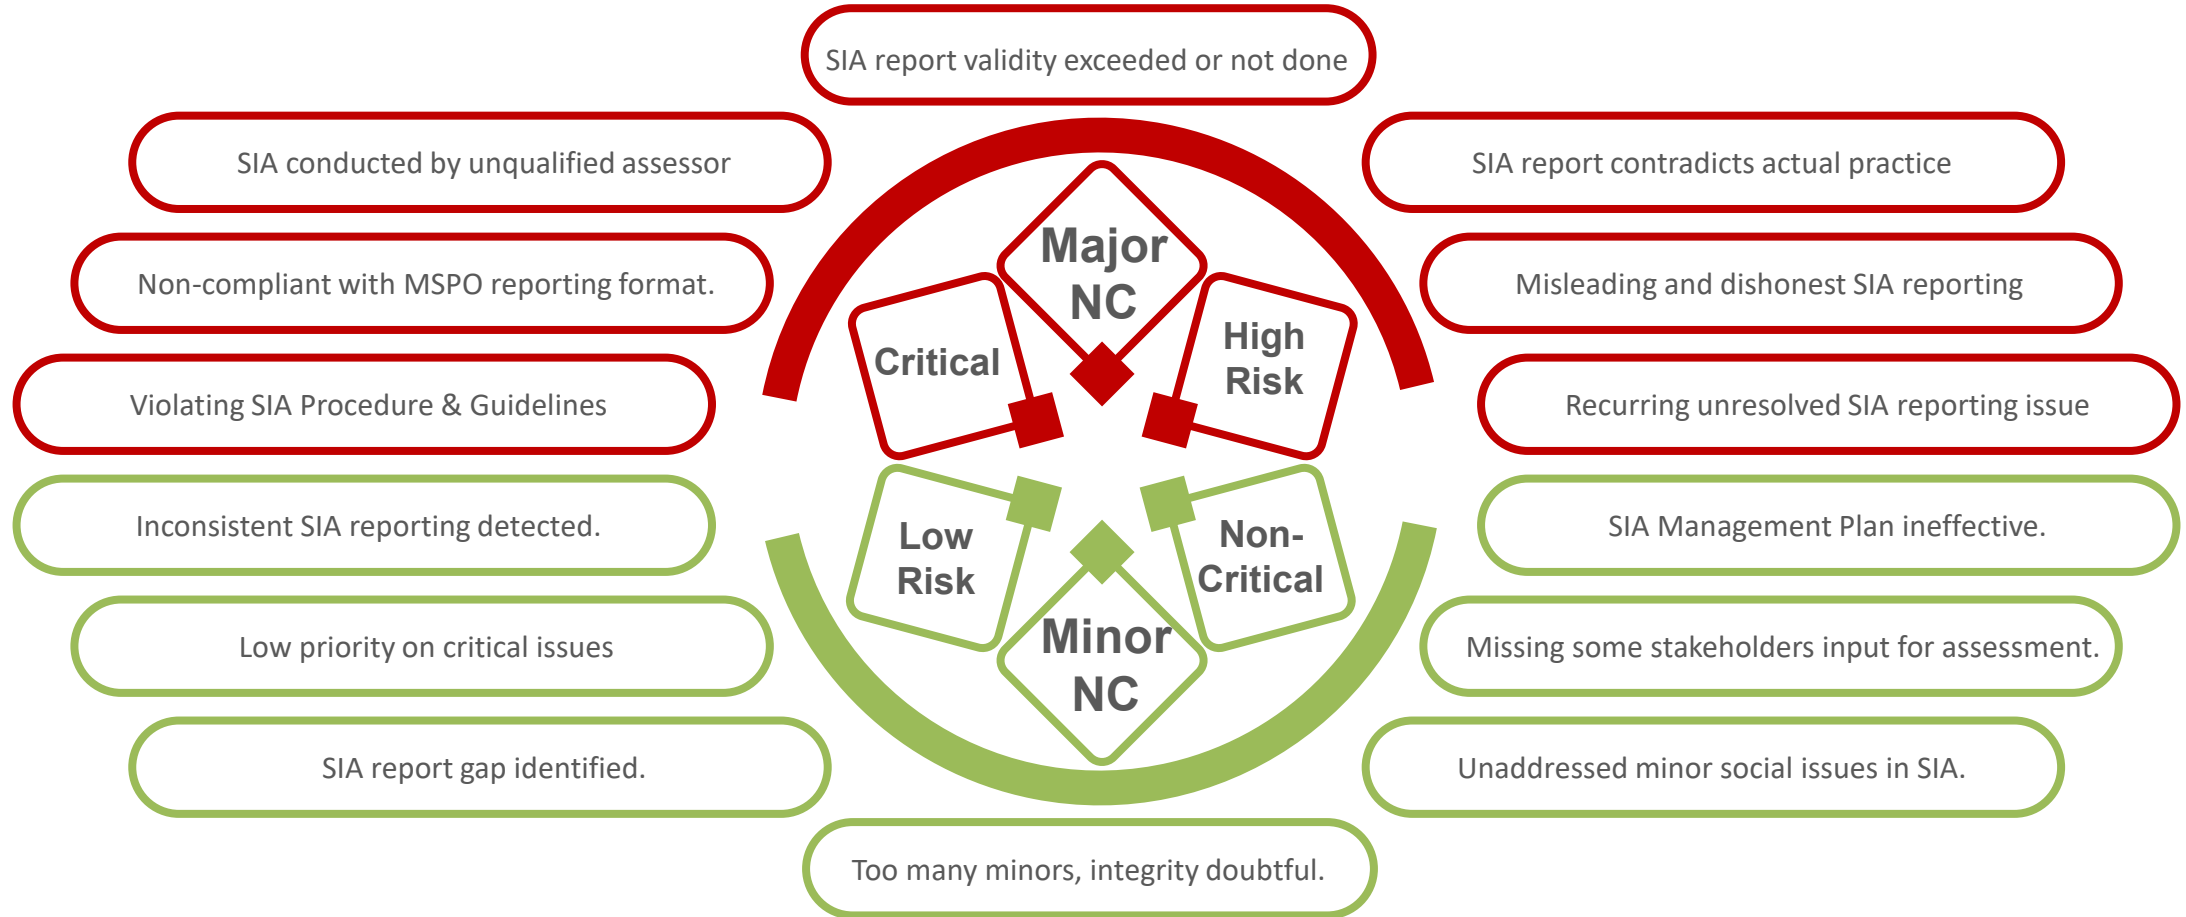 SIA report validity exceeded or not done
SIA conducted by unqualified assessor
SIA report contradicts actual practice
Non-compliant with MSPO reporting format.
Misleading and dishonest SIA reporting
Violating SIA Procedure & Guidelines
Recurring unresolved SIA reporting issue
Major
NC
Critical
High
Risk
Low
Risk
Non-
Critical
Minor
NC
Inconsistent SIA reporting detected.
SIA Management Plan ineffective.
Low priority on critical issues
Missing some stakeholders input for assessment.
SIA report gap identified.
Unaddressed minor social issues in SIA.
Too many minors, integrity doubtful.